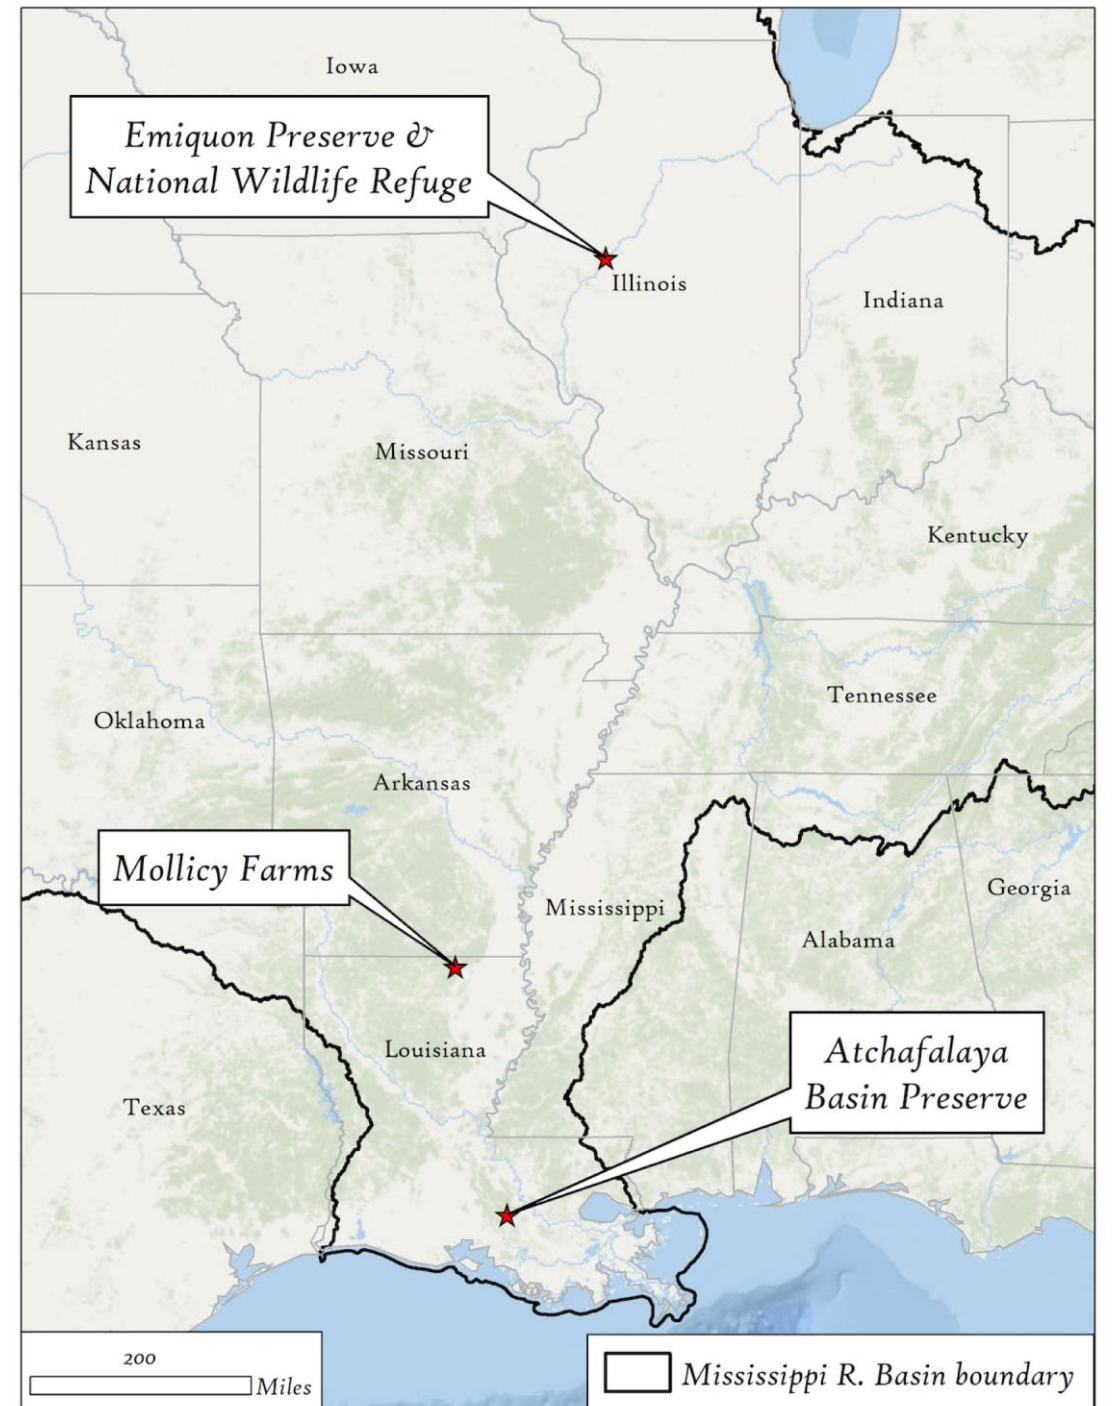 Iowa
Emiquon Preserve &
National Wildlife Refuge
Illinois
Indiana
Kansas
Missouri
Kentucky
Tennessee
Oklahoma
Arkansas
Mollicy Farms
Mississippi
Georgia
Alabama
Louisiana
Atchafalaya
Basin Preserve
Texas
200
Miles
Mississippi R. Basin boundary